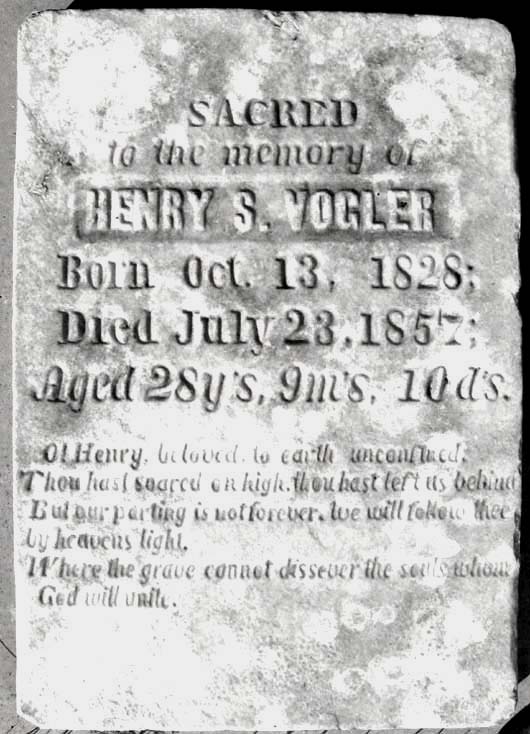 SACRED
to the memory of
HENRY S. VOGLER
Born Oct. 13, 1828;
Died July 23, 1857;
Aged 28y's, 9m's, 10d's.
O! Henry, beloved, to earth unconfined,
Thou hast soared on high, thou hast left us behind
But our parting is not forever, we will follow thee
by heavens light,
Where the grave cannot dissever the souls whom
God will unite.